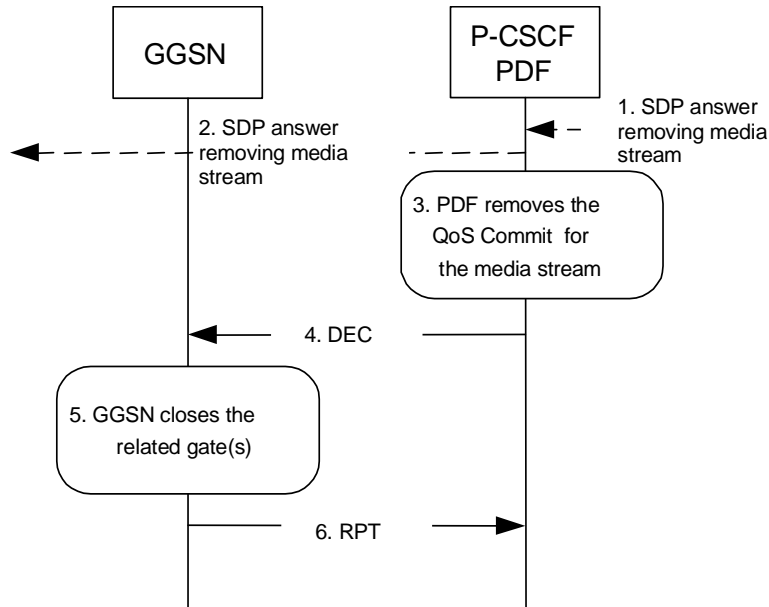 GGSN
P-CSCF
PDF
1. SDP answer
removing media
stream
2. SDP answer
removing media
stream
3. PDF removes the
QoS Commit for
the media stream
4. DEC
5. GGSN closes the
related gate(s)
6. RPT